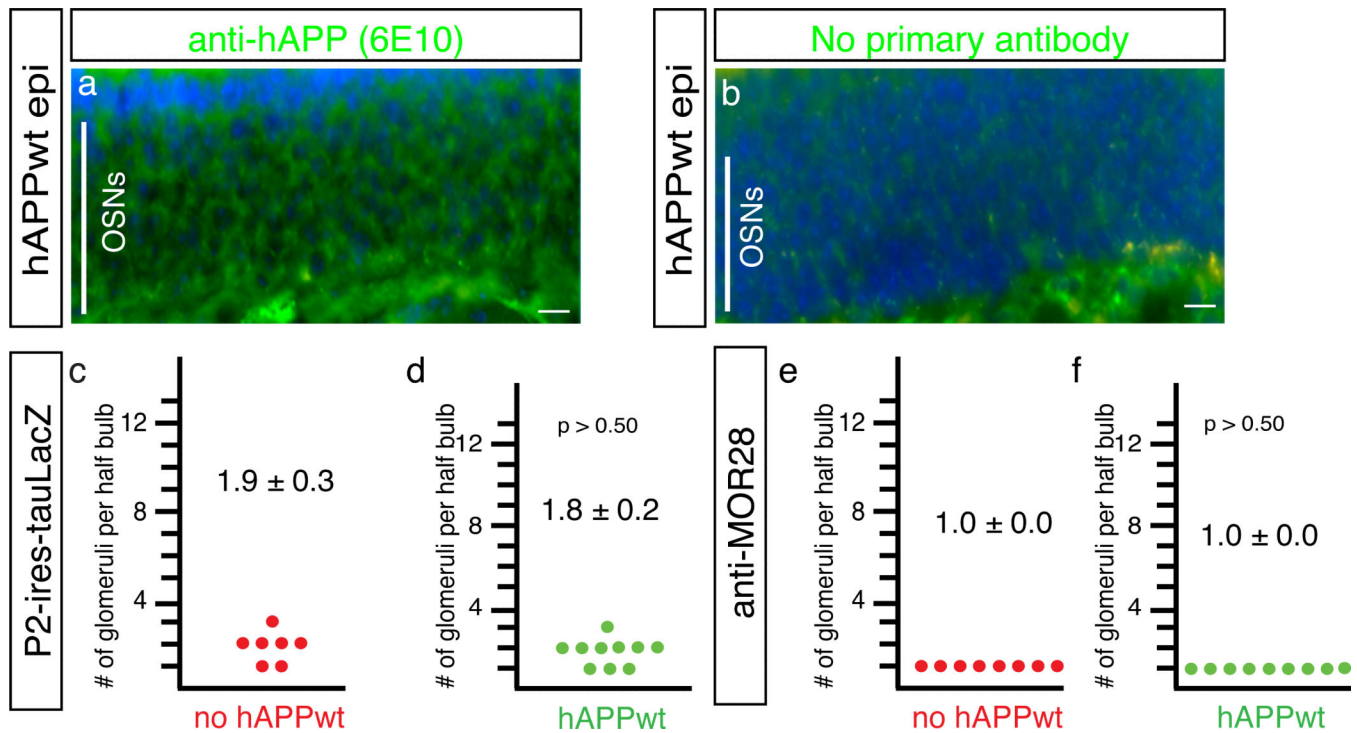 hAPPwt epi
anti-hAPP (6E10)
a
OSNs
hAPPwt epi
No primary antibody
b
OSNs
P2-ires-tauLacZ
c
# of glomeruli per half bulb
12
8
4
1.9 ± 0.3
no hAPPwt
d
# of glomeruli per half bulb
12
8
4
p > 0.50
1.8 ± 0.2
hAPPwt
anti-MOR28
e
# of glomeruli per half bulb
12
8
4
1.0 ± 0.0
no hAPPwt
f
# of glomeruli per half bulb
12
8
4
p > 0.50
1.0 ± 0.0
hAPPwt